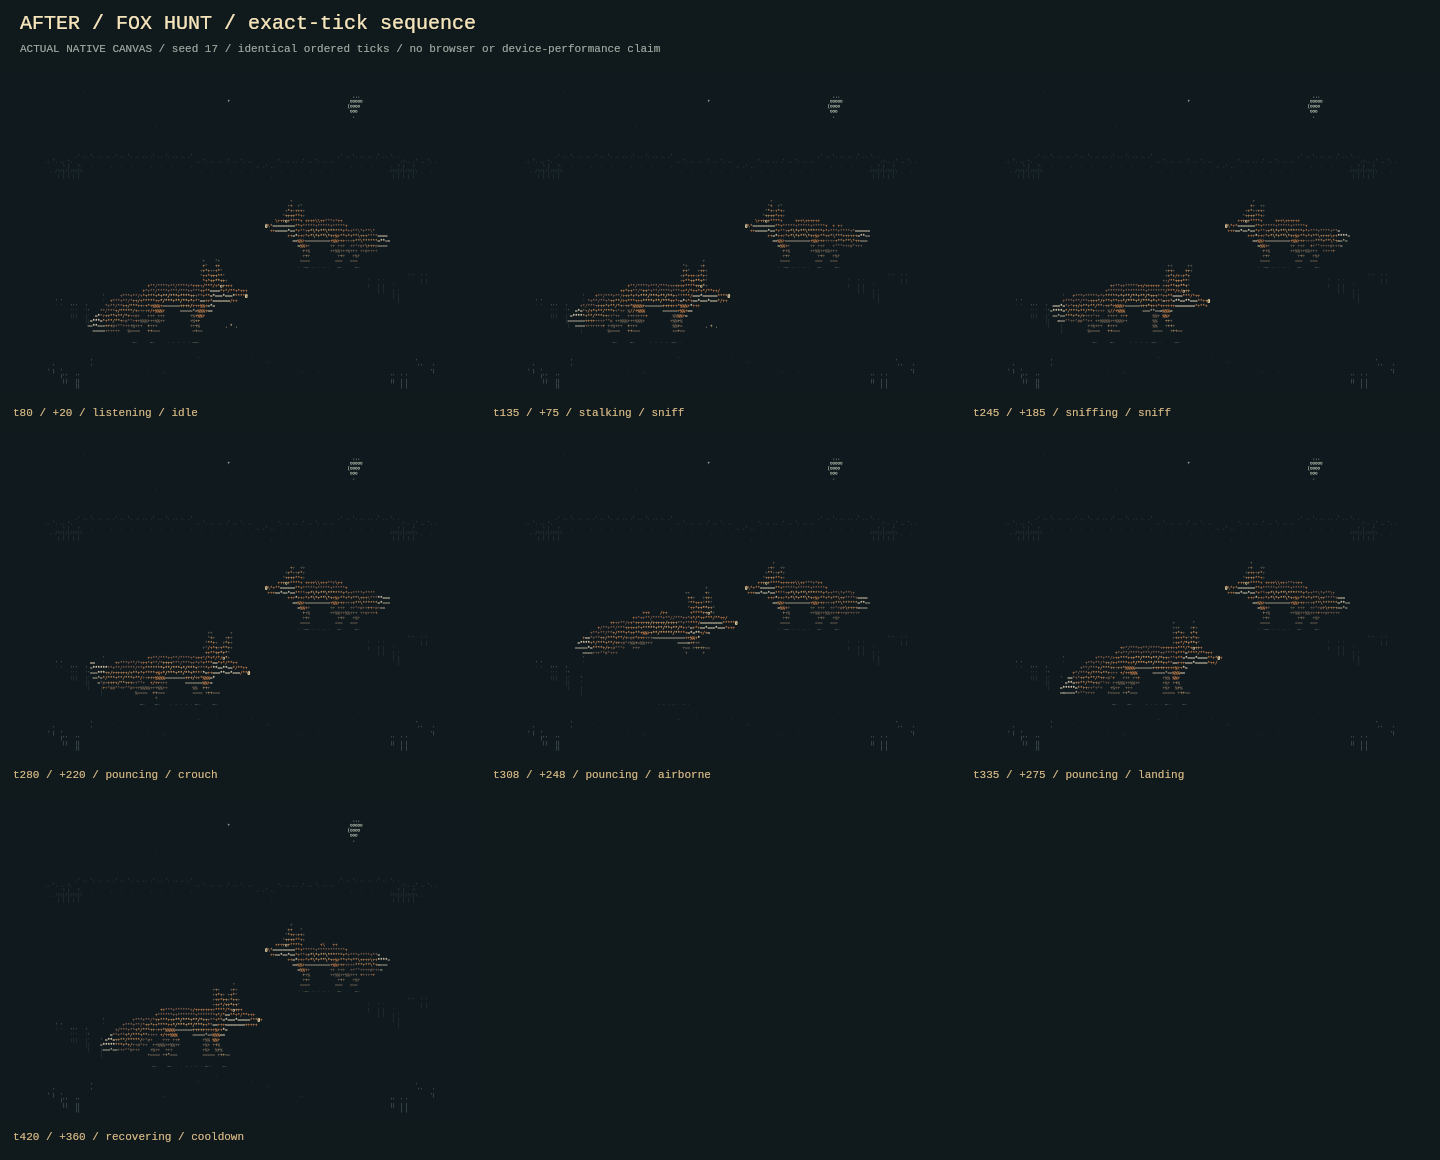 AFTER / FOX HUNT / exact-tick sequence
ACTUAL NATIVE CANVAS / seed 17 / identical ordered ticks / no browser or device-performance claim
t80 / +20 / listening / idle
t135 / +75 / stalking / sniff
t245 / +185 / sniffing / sniff
t280 / +220 / pouncing / crouch
t308 / +248 / pouncing / airborne
t335 / +275 / pouncing / landing
t420 / +360 / recovering / cooldown